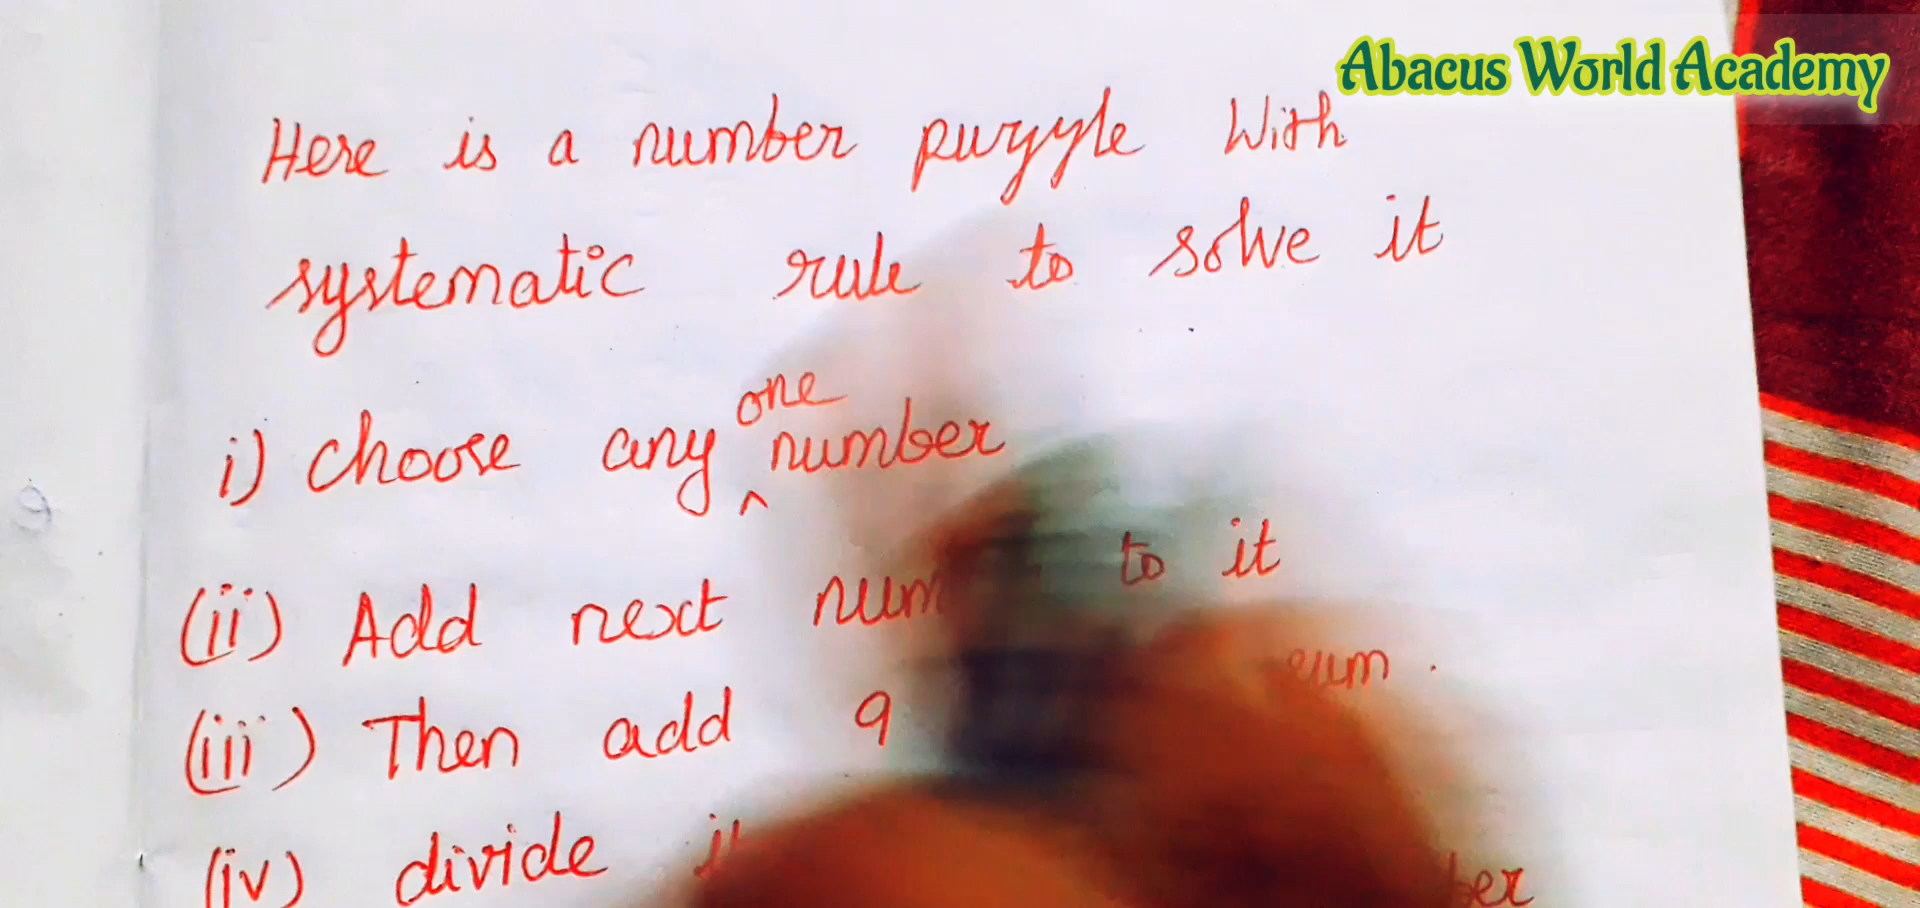 Abacus World Academy
Here is a number puzzle With
systematic rule to solve it
i) choose any one number
^
(ii) Add next to it
(iii) Then add 9
(iv) divide